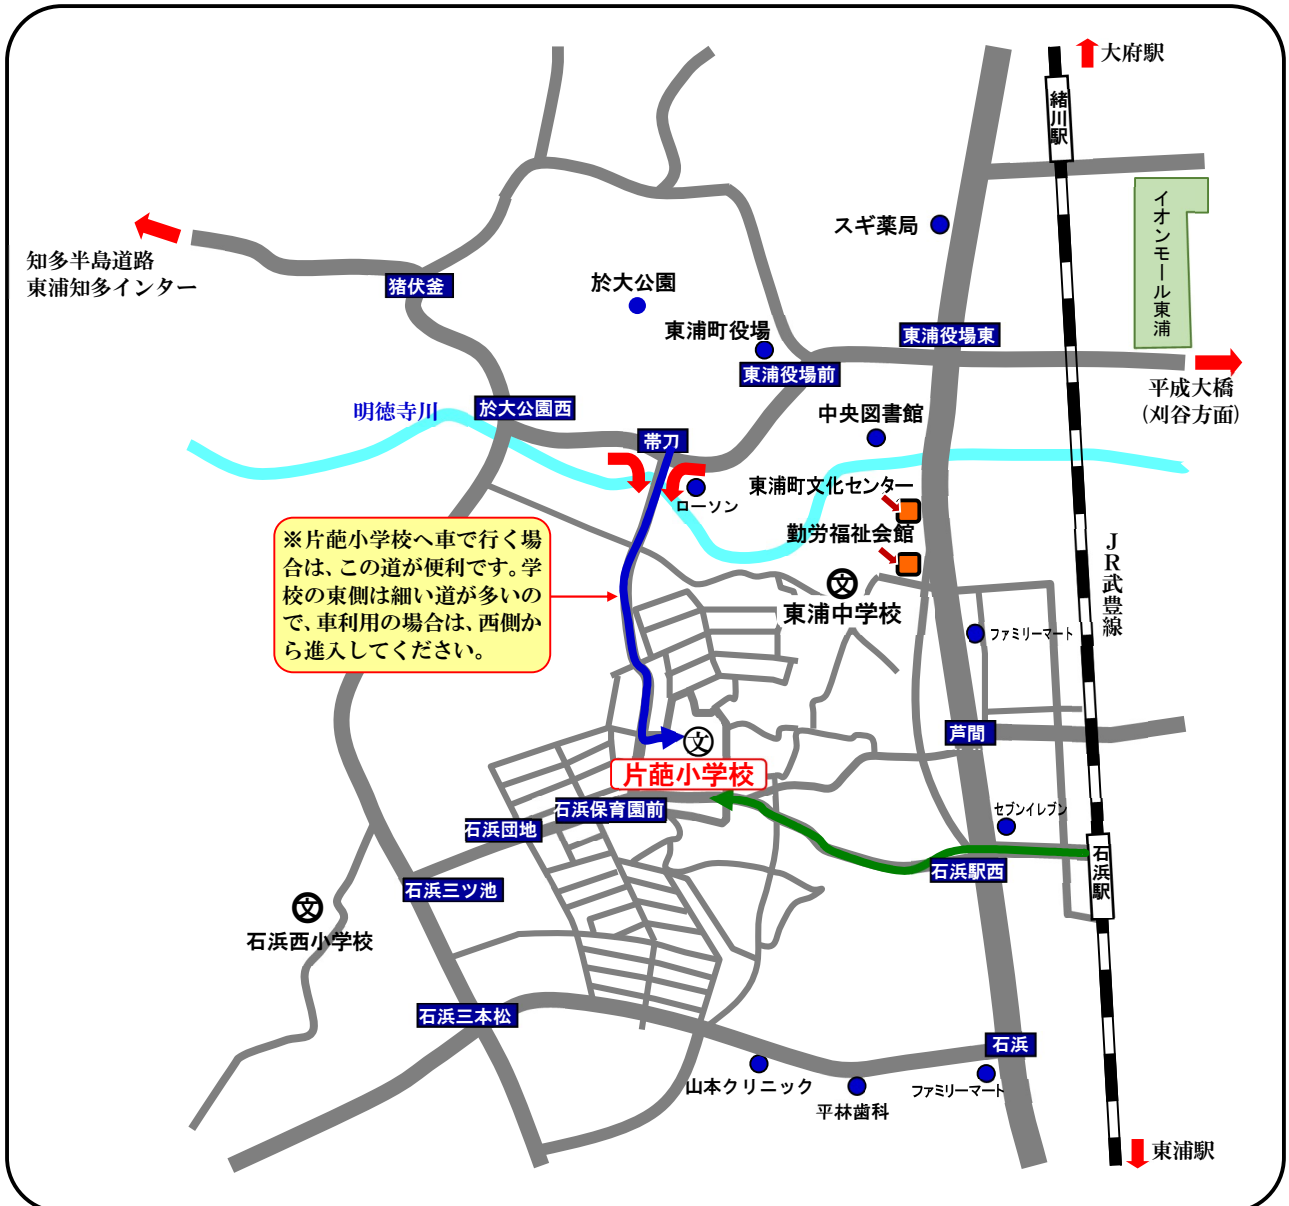 大府駅
緒川駅
イオンモール東浦
スギ薬局
知多半島道路
東浦知多インター
猪伏釜
於大公園
東浦町役場
東浦役場東
東浦役場前
平成大橋
(刈谷方面)
明徳寺川
於大公園西
中央図書館
帯刀
ローソン
東浦町文化センター
勤労福祉会館
JR武豊線
※片葩小学校へ車で行く場
合は、この道が便利です。学
校の東側は細い道が多いの
で、車利用の場合は、西側か
ら進入してください。
文
東浦中学校
ファミリーマート
芦間
文
片葩小学校
石浜保育園前
石浜団地
セブンイレブン
石浜駅西
石浜駅
石浜三ツ池
文
石浜西小学校
石浜三本松
石浜
山本クリニック
平林歯科
ファミリーマート
東浦駅